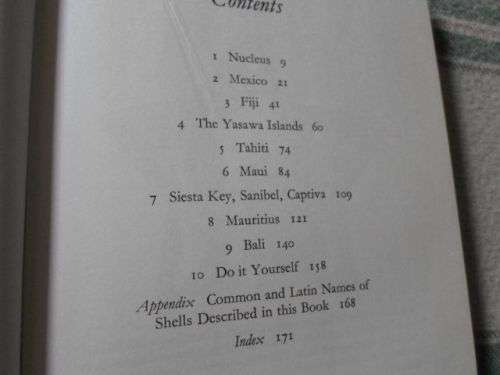 Contents
1 Nucleus 9
2 Mexico 21
3 Fiji 41
4 The Yasawa Islands 60
5 Tahiti 74
6 Maui 84
7 Siesta Key, Sanibel, Captiva 109
8 Mauritius 121
9 Bali 140
10 Do it Yourself 158
Appendix Common and Latin Names of
Shells Described in this Book 168
Index 171